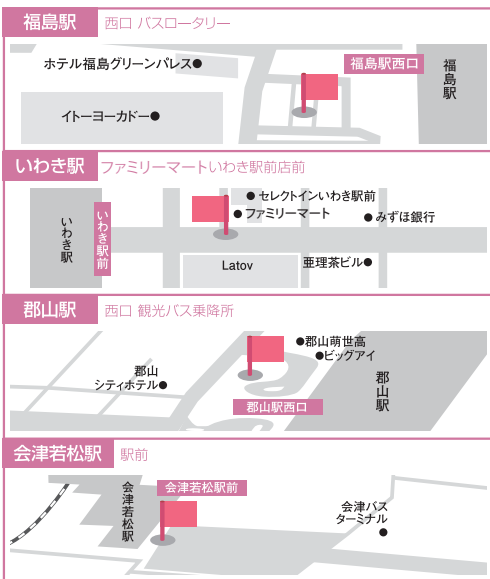 福島駅 西口 バスロータリー
ホテル福島グリーンパレス●
福島駅西口
福島駅
イトーヨーカドー●
いわき駅 ファミリーマートいわき駅前店前
いわき駅
いわき駅前
● セレクトインいわき駅前
● ファミリーマート
● みずほ銀行
Latov
亜理茶ビル●
郡山駅 西口 観光バス乗降所
●郡山萌世高
●ビッグアイ
郡山
シティホテル●
郡山駅
郡山駅西口
会津若松駅 駅前
会津若松駅
会津若松駅前
会津バス
ターミナル
●